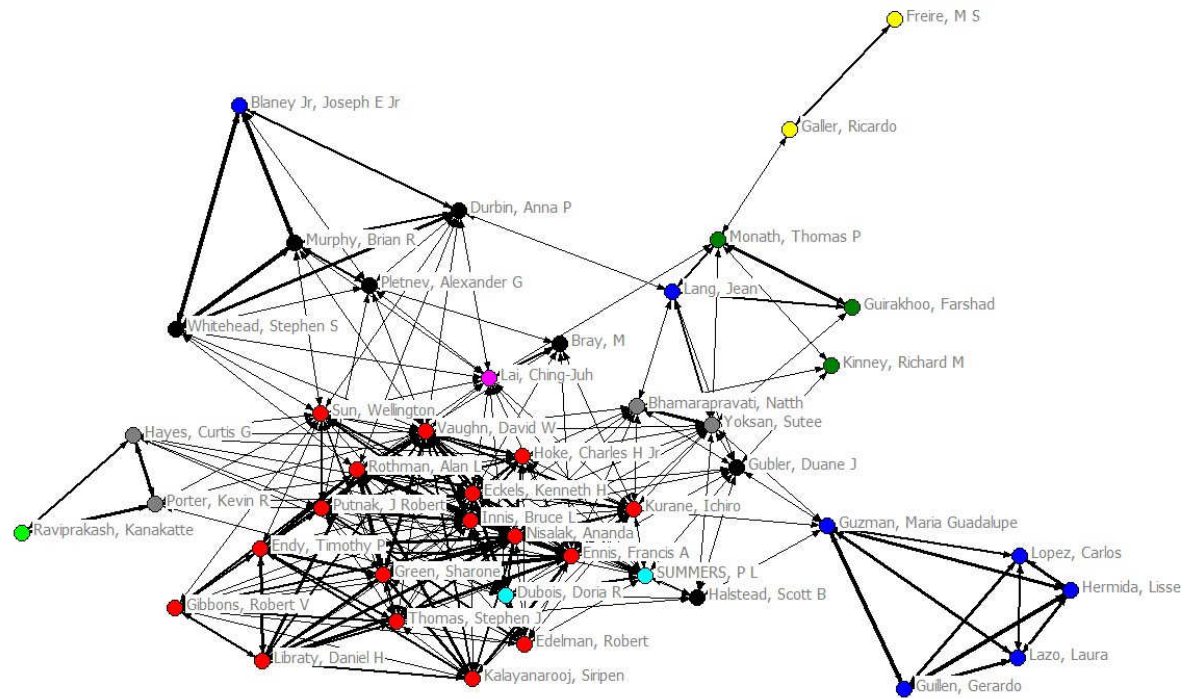 Freire, M S
Blaney Jr, Joseph E Jr
Galler, Ricardo
Durbin, Anna P
Murphy, Brian R
Monath, Thomas P
Pletnev, Alexander G
Lang, Jean
Guirakhoo, Farshad
Whitehead, Stephen S
Bray, M
Kinney, Richard M
Lai, Ching-Juh
Bhamarapravati, Natth
Sun, Wellington
Yoksan, Sutee
Vaughn, David W
Hayes, Curtis G
Hoke, Charles H Jr
Rothman, Alan L
Gubler, Duane J
Eckels, Kenneth H
Porter, Kevin R
Putnak, J Robert
Kurane, Ichiro
Innis, Bruce L
Guzman, Maria Guadalupe
Raviprakash, Kanakatte
Nisalak, Ananda
Endy, Timothy P
Ennis, Francis A
Lopez, Carlos
Green, Sharone
SUMMERS, P L
Hermida, Lisse
Dubois, Doria R
Halstead, Scott B
Gibbons, Robert V
Thomas, Stephen J
Edelman, Robert
Lazo, Laura
Libraty, Daniel H
Kalayanarooj, Siripen
Guillen, Gerardo